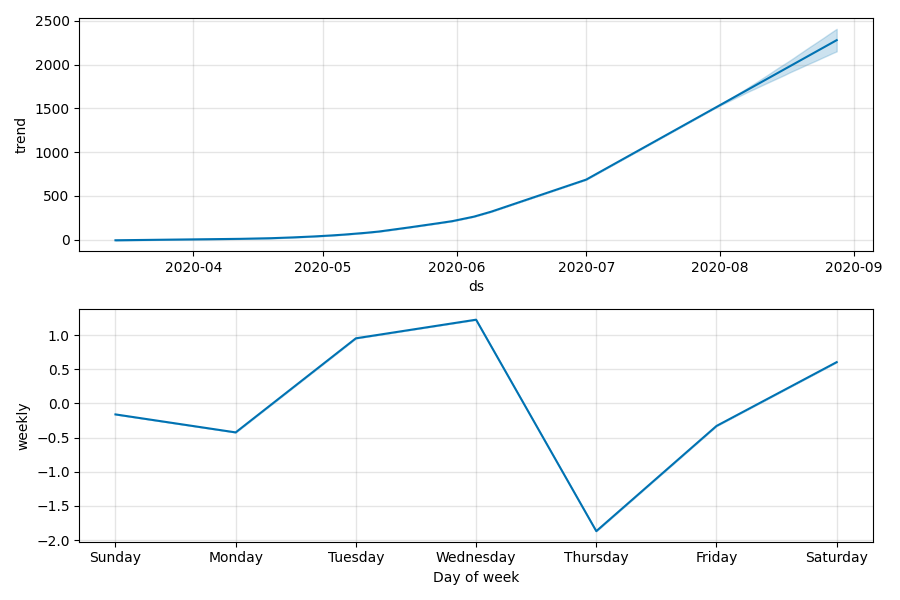 2500
2000
1500
1000
500
0
trend
2020-04 2020-05 2020-06 2020-07 2020-08 2020-09
ds
1.0
0.5
0.0
−0.5
−1.0
−1.5
−2.0
weekly
Sunday Monday Tuesday Wednesday Thursday Friday Saturday
Day of week